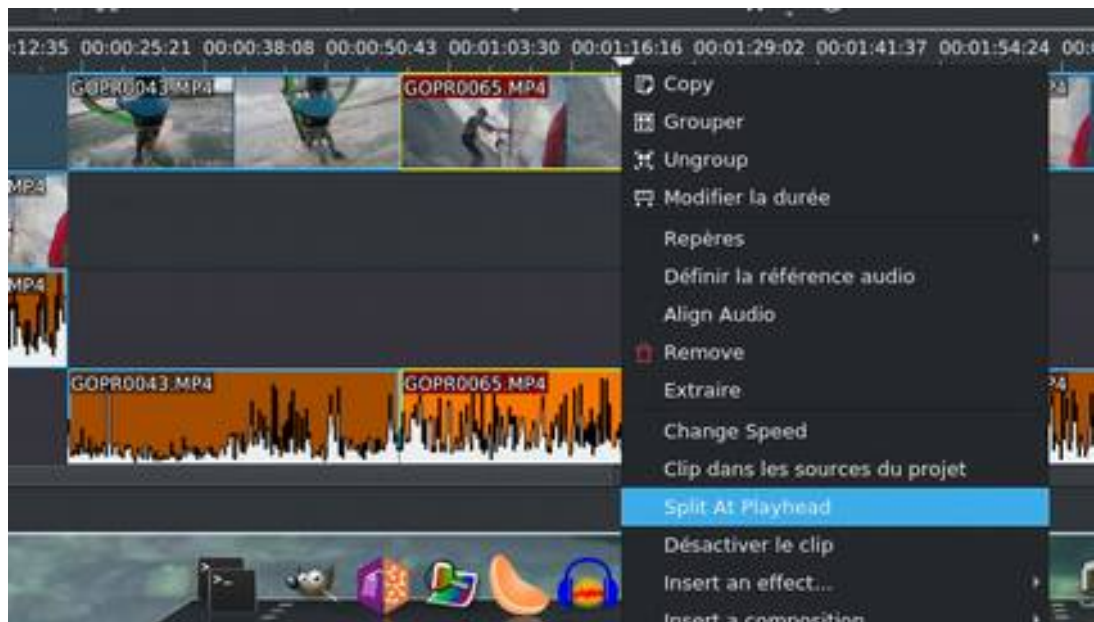 :12:35 00:00:25:21 00:00:38:08 00:00:50:43 00:01:03:30 00:01:16:16 00:01:29:02 00:01:41:37 00:01:54:24 00:
GOPR0043.MP4 GOPR0065.MP4
MP4
MP4
GOPR0043.MP4 GOPR0065.MP4
Copy
Grouper
Ungroup
Modifier la durée
Repères
Définir la référence audio
Align Audio
Remove
Extraire
Change Speed
Clip dans les sources du projet
Split At Playhead
Désactiver le clip
Insert an effect...
Insert a composition